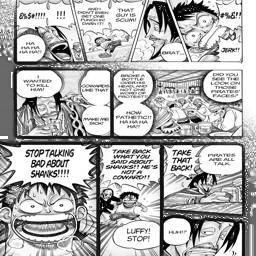 &%$#!!!!
!!!
AND I
DIDN'T EVEN
GET ONE
PUNCH IN.
DAMN IT!
THAT GUY
IS SCUM!
HA
HA HA
HA HA!!
BRAT...
JERK!!
I
WANTED
TO KILL
HIM!
COWARDS LIKE
THAT
MAKE ME
SICK!
BROKE A
BOTTLE
OVER HIS
HEAD, AND
NOT ONE
WORD OF
PROTEST.
HOW
PATHETIC!!
HA HA HA
HA!!
DID YOU
SEE THE
LOOK ON
THOSE
PIRATES'
FACES!!
STOP TALKING
BAD ABOUT
SHANKS!!!!
TAKE BACK
WHAT YOU
SAID ABOUT
SHANKS!! HE'S
NOT A
COWARD!!
LUFFY!
STOP!
TAKE
THAT
BACK!
PIRATES ARE
ALL TALK.
HUH!?